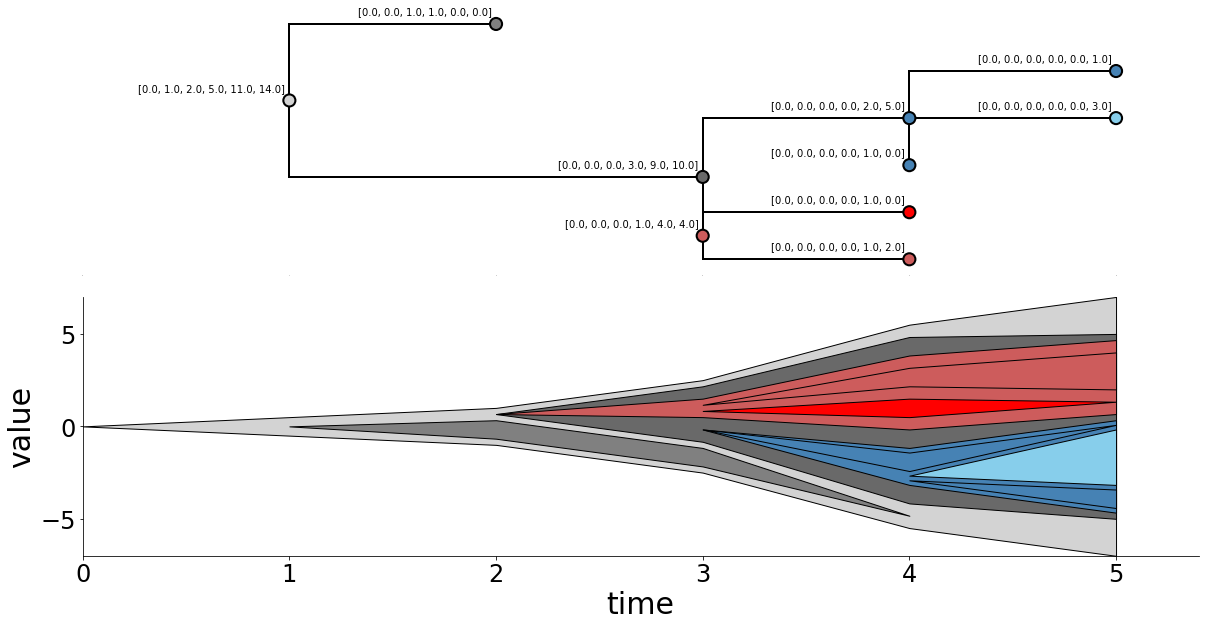 [0.0, 0.0, 1.0, 1.0, 0.0, 0.0]
[0.0, 0.0, 0.0, 0.0, 0.0, 1.0]
[0.0, 1.0, 2.0, 5.0, 11.0, 14.0]
[0.0, 0.0, 0.0, 0.0, 2.0, 5.0]
[0.0, 0.0, 0.0, 0.0, 0.0, 3.0]
[0.0, 0.0, 0.0, 0.0, 1.0, 0.0]
[0.0, 0.0, 0.0, 3.0, 9.0, 10.0]
[0.0, 0.0, 0.0, 0.0, 1.0, 0.0]
[0.0, 0.0, 0.0, 1.0, 4.0, 4.0]
[0.0, 0.0, 0.0, 0.0, 1.0, 2.0]
value
5
0
−5
0 1 2 3 4 5
time